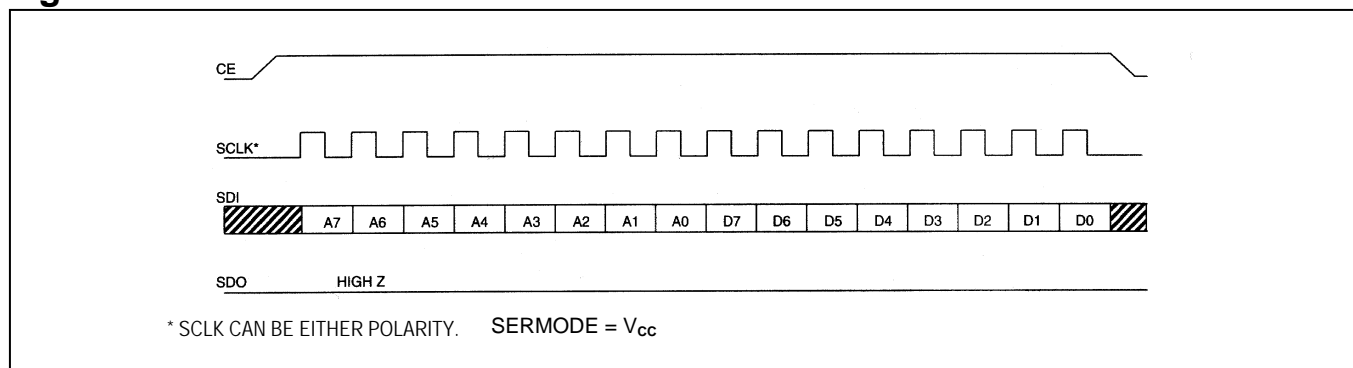 CE
SCLK*
SDI
A7 A6 A5 A4 A3 A2 A1 A0 D7 D6 D5 D4 D3 D2 D1 D0
SDO HIGH Z
* SCLK CAN BE EITHER POLARITY. SERMODE = VCC